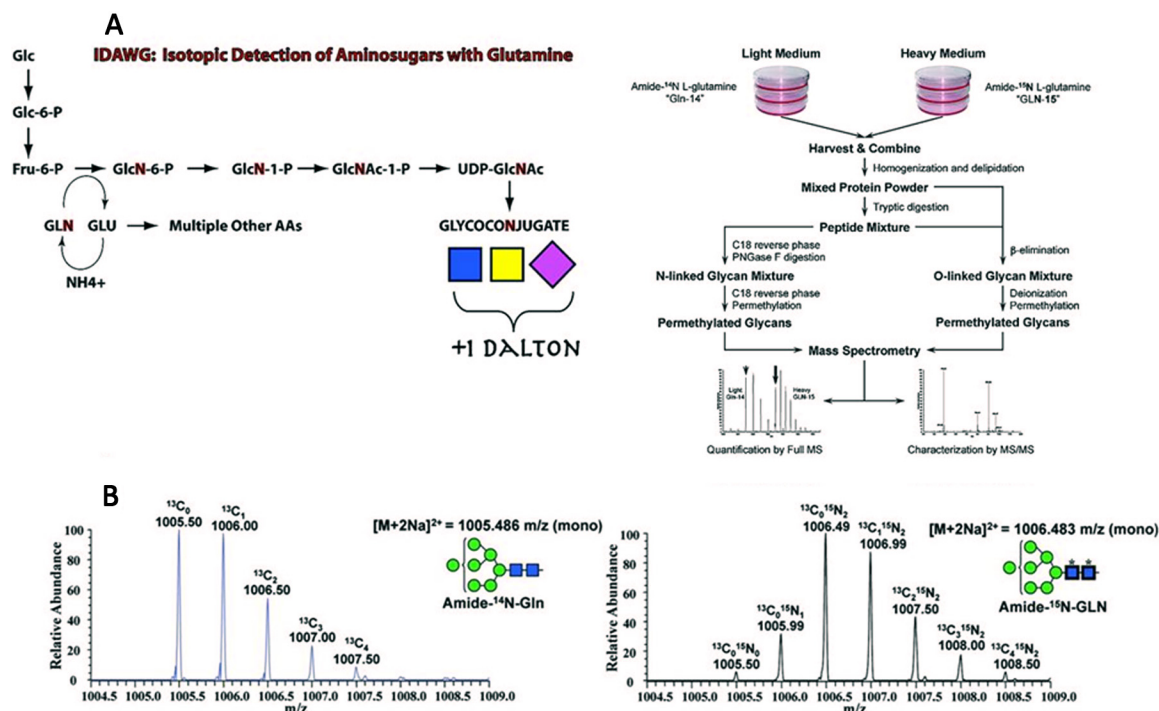 A
IDAWG: Isotopic Detection of Aminosugars with Glutamine
Glc
Glc-6-P
Fru-6-P GlcN-6-P GlcN-1-P GlcNAc-1-P UDP-GlcNAc
GLN GLU Multiple Other AAs
NH4+
GLYCOCONJUGATE
+1 DALTON
Light Medium
Heavy Medium
Amide-¹⁴N L-glutamine
"Gln-14"
Amide-¹⁵N L-glutamine
"GLN-15"
Harvest & Combine
Homogenization and delipidation
Mixed Protein Powder
Tryptic digestion
Peptide Mixture
C18 reverse phase
PNGase F digestion
β-elimination
N-linked Glycan Mixture
O-linked Glycan Mixture
C18 reverse phase
Permethylation
Deionization
Permethylation
Permethylated Glycans
Permethylated Glycans
Mass Spectrometry
Light
Gln-14
Heavy
GLN-15
Quantification by Full MS
Characterization by MS/MS
B
¹³C₀
1005.50
¹³C₁
1006.00
¹³C₂
1006.50
¹³C₃
1007.00
¹³C₄
1007.50
[M+2Na]²⁺ = 1005.486 m/z (mono)
Amide-¹⁴N-Gln
Relative Abundance
100
80
60
40
20
0
1004.5 1005.0 1005.5 1006.0 1006.5 1007.0 1007.5 1008.0 1008.5 1009.0
m/z
¹³C₀¹⁵N₀
1005.50
¹³C₀¹⁵N₁
1005.99
¹³C₀¹⁵N₂
1006.49
¹³C₁¹⁵N₂
1006.99
¹³C₂¹⁵N₂
1007.50
¹³C₃¹⁵N₂
1008.00
¹³C₄¹⁵N₂
1008.50
[M+2Na]²⁺ = 1006.483 m/z (mono)
* *
Amide-¹⁵N-GLN
Relative Abundance
100
80
60
40
20
0
1004.5 1005.0 1005.5 1006.0 1006.5 1007.0 1007.5 1008.0 1008.5 1009.0
m/z